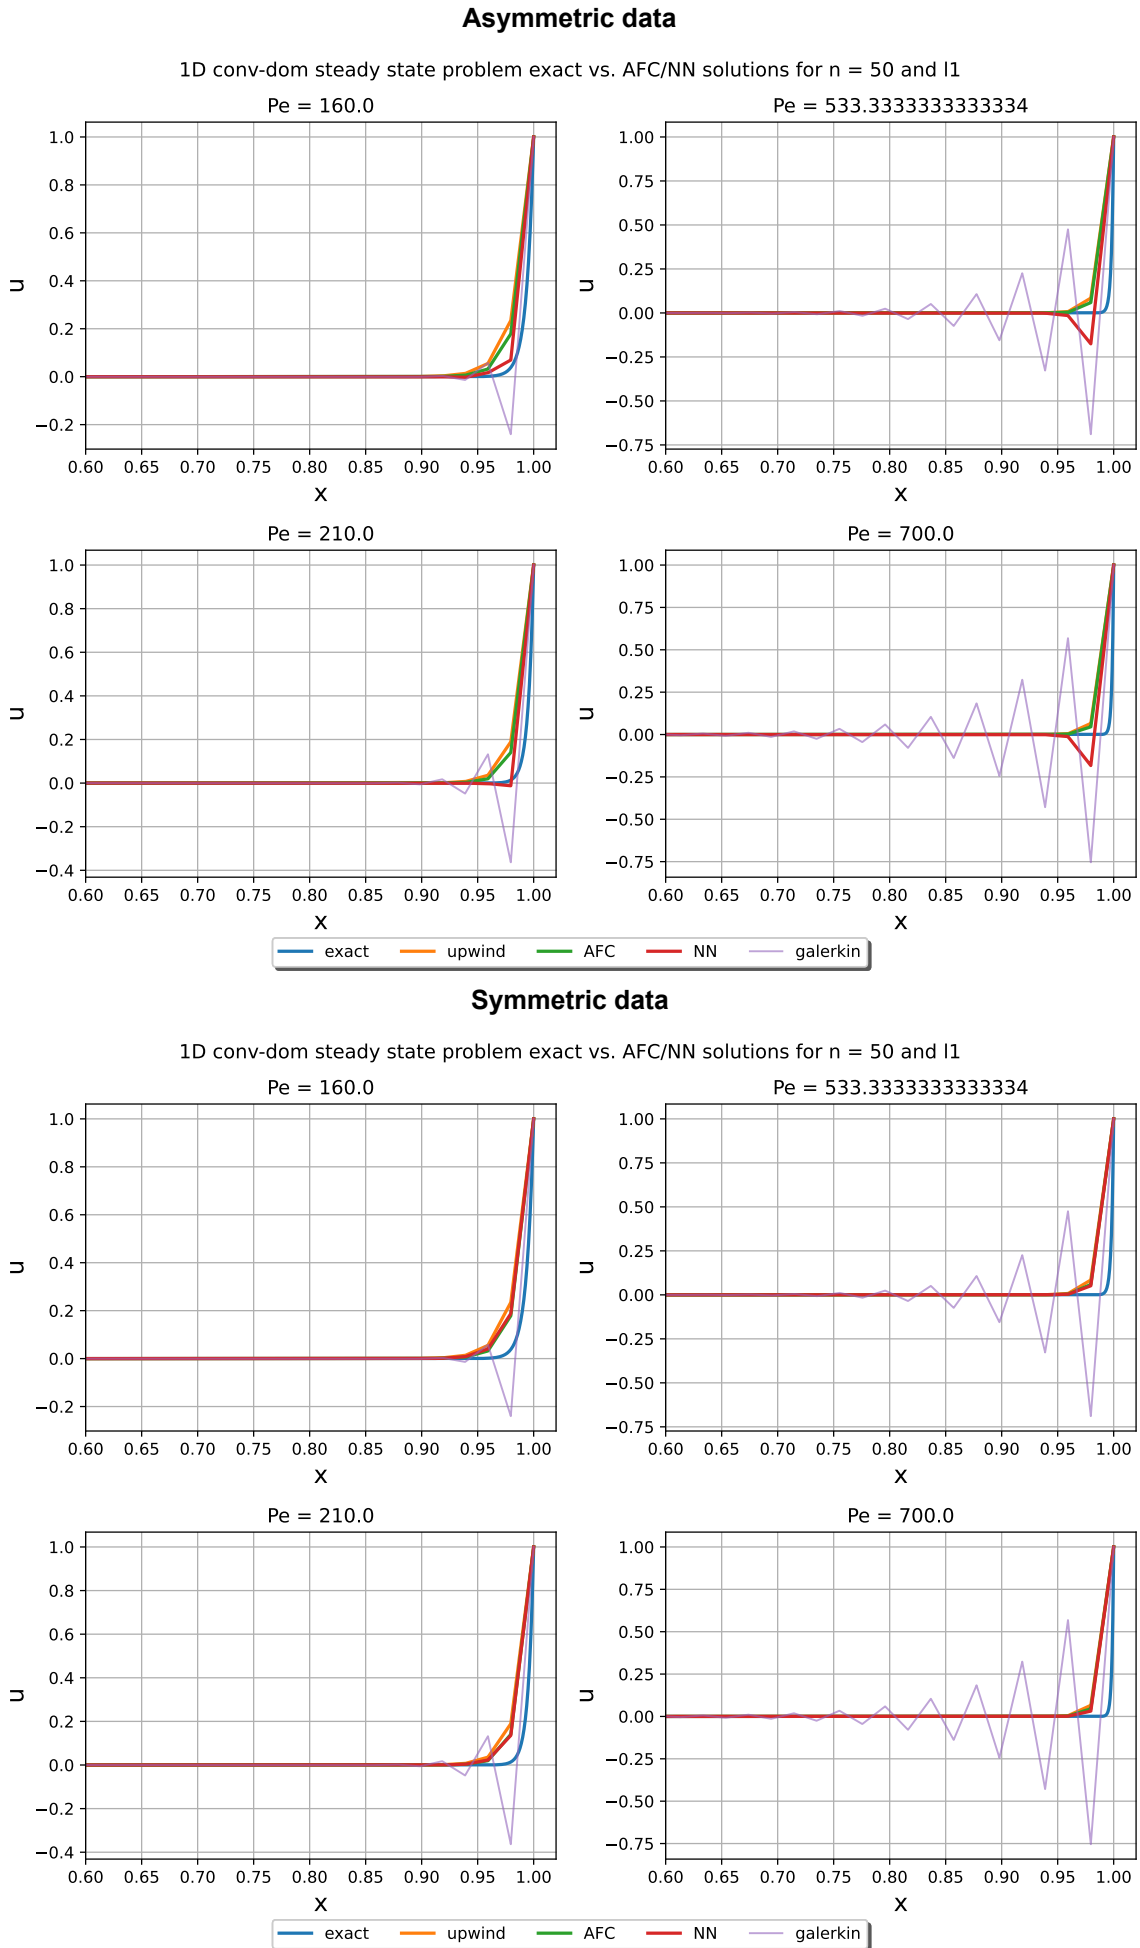 Asymmetric data
1D conv-dom steady state problem exact vs. AFC/NN solutions for n = 50 and l1
Pe = 160.0
1.0
0.8
0.6
0.4
0.2
0.0
−0.2
u
0.60 0.65 0.70 0.75 0.80 0.85 0.90 0.95 1.00
x
Pe = 533.3333333333334
1.00
0.75
0.50
0.25
0.00
−0.25
−0.50
−0.75
u
0.60 0.65 0.70 0.75 0.80 0.85 0.90 0.95 1.00
x
Pe = 210.0
1.0
0.8
0.6
0.4
0.2
0.0
−0.2
−0.4
u
0.60 0.65 0.70 0.75 0.80 0.85 0.90 0.95 1.00
x
Pe = 700.0
1.00
0.75
0.50
0.25
0.00
−0.25
−0.50
−0.75
u
0.60 0.65 0.70 0.75 0.80 0.85 0.90 0.95 1.00
x
exact upwind AFC NN galerkin
Symmetric data
1D conv-dom steady state problem exact vs. AFC/NN solutions for n = 50 and l1
Pe = 160.0
1.0
0.8
0.6
0.4
0.2
0.0
−0.2
u
0.60 0.65 0.70 0.75 0.80 0.85 0.90 0.95 1.00
x
Pe = 533.3333333333334
1.00
0.75
0.50
0.25
0.00
−0.25
−0.50
−0.75
u
0.60 0.65 0.70 0.75 0.80 0.85 0.90 0.95 1.00
x
Pe = 210.0
1.0
0.8
0.6
0.4
0.2
0.0
−0.2
−0.4
u
0.60 0.65 0.70 0.75 0.80 0.85 0.90 0.95 1.00
x
Pe = 700.0
1.00
0.75
0.50
0.25
0.00
−0.25
−0.50
−0.75
u
0.60 0.65 0.70 0.75 0.80 0.85 0.90 0.95 1.00
x
exact upwind AFC NN galerkin